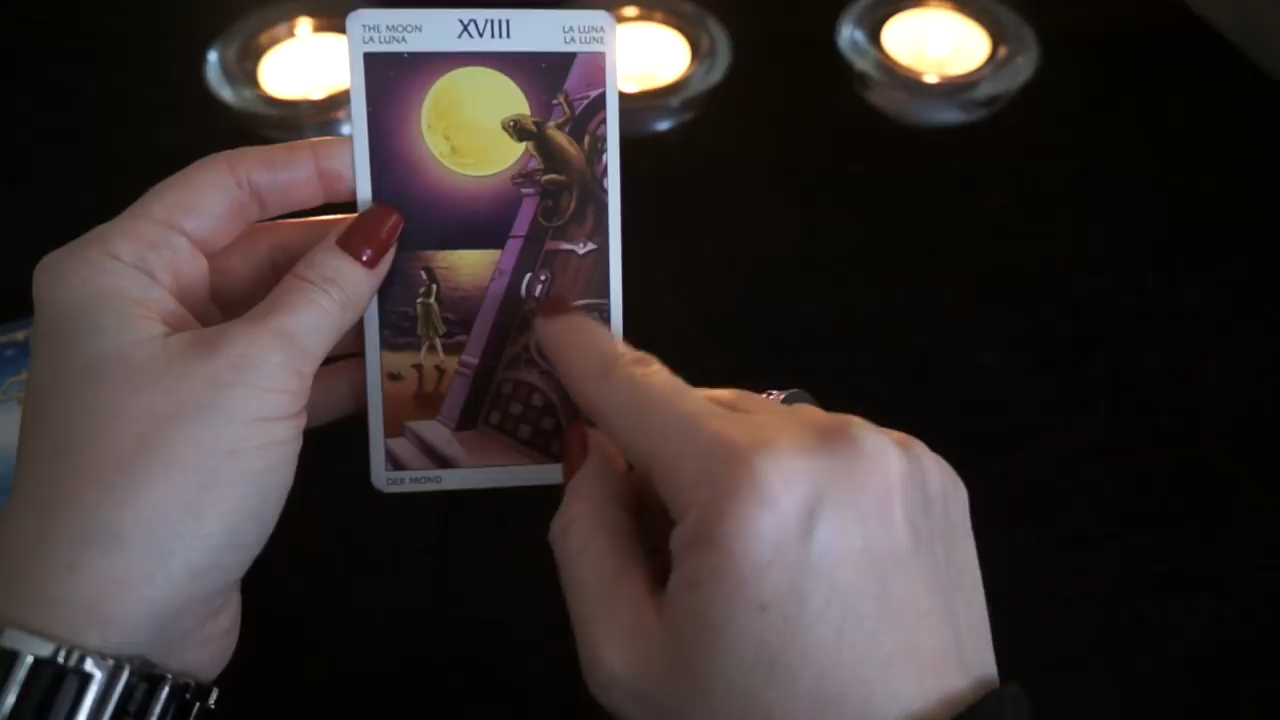 THE MOON
LA LUNA
XVIII
LA LUNA
LA LUNE
DER MOND